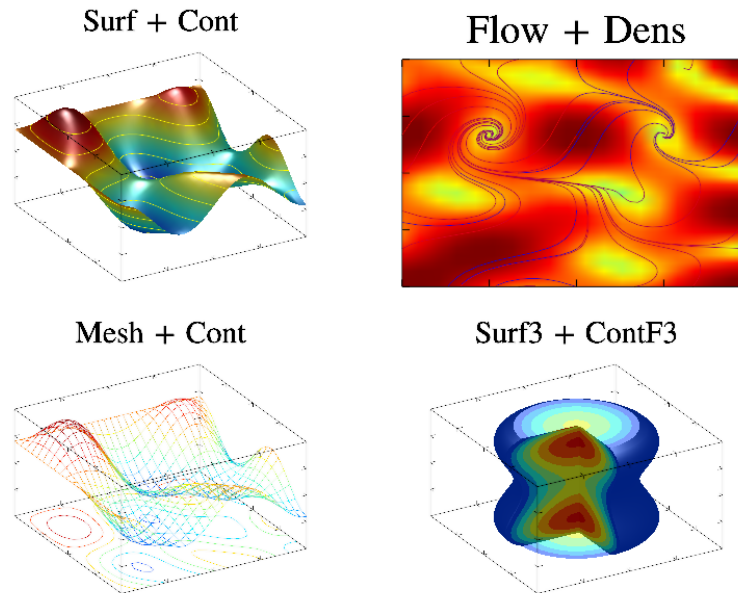 Surf + Cont
Flow + Dens
Mesh + Cont
Surf3 + ContF3